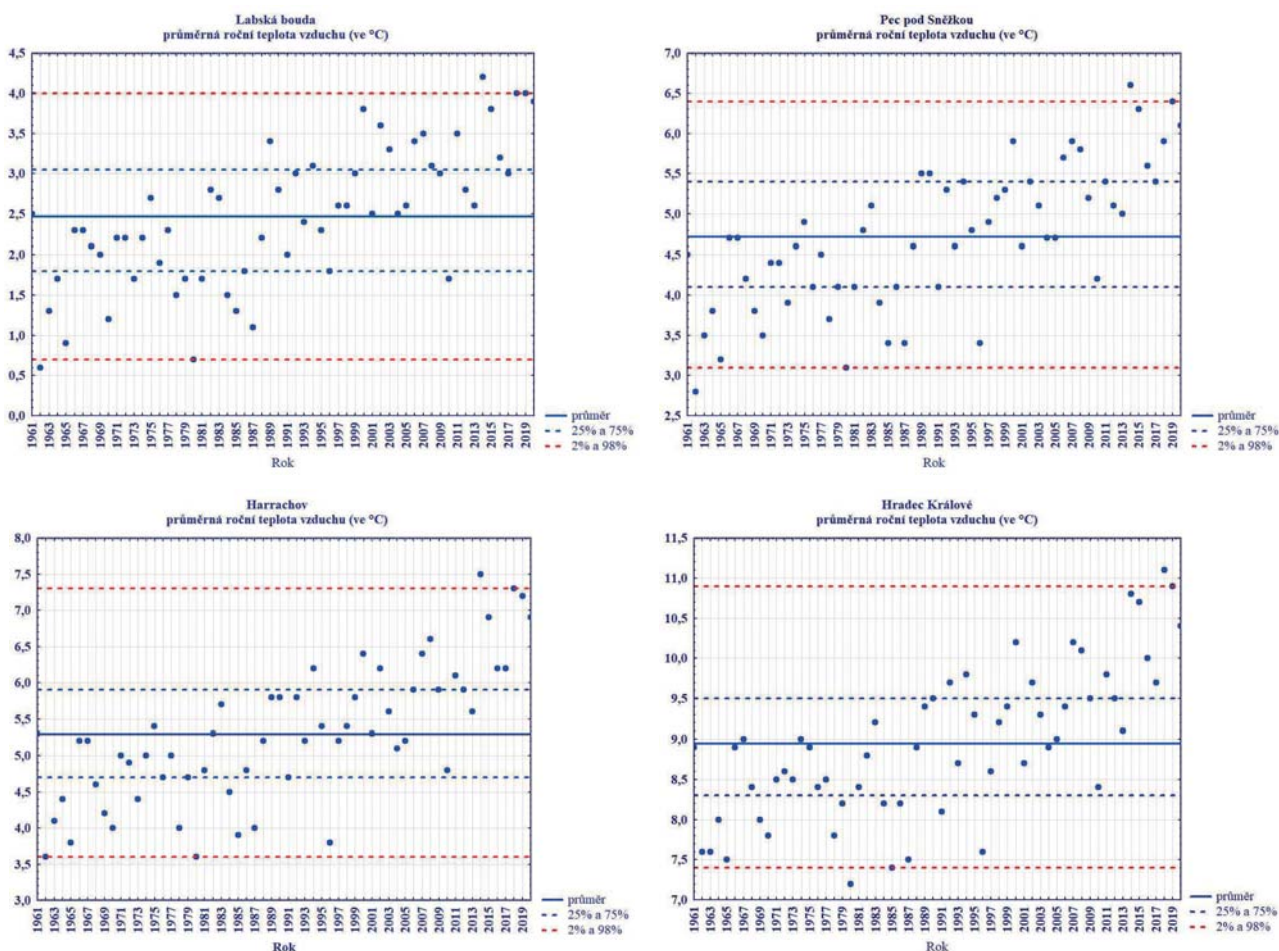 Labská bouda
průměrná roční teplota vzduchu (ve °C)
4,5
4,0
3,5
3,0
2,5
2,0
1,5
1,0
0,5
0,0
1961 1963 1965 1967 1969 1971 1973 1975 1977 1979 1981 1983 1985 1987 1989 1991 1993 1995 1997 1999 2001 2003 2005 2007 2009 2011 2013 2015 2017 2019
Rok
průměr
25% a 75%
2% a 98%
Pec pod Sněžkou
průměrná roční teplota vzduchu (ve °C)
7,0
6,5
6,0
5,5
5,0
4,5
4,0
3,5
3,0
2,5
1961 1963 1965 1967 1969 1971 1973 1975 1977 1979 1981 1983 1985 1987 1989 1991 1993 1995 1997 1999 2001 2003 2005 2007 2009 2011 2013 2015 2017 2019
Rok
průměr
25% a 75%
2% a 98%
Harrachov
průměrná roční teplota vzduchu (ve °C)
8,0
7,5
7,0
6,5
6,0
5,5
5,0
4,5
4,0
3,5
3,0
1961 1963 1965 1967 1969 1971 1973 1975 1977 1979 1981 1983 1985 1987 1989 1991 1993 1995 1997 1999 2001 2003 2005 2007 2009 2011 2013 2015 2017 2019
Rok
průměr
25% a 75%
2% a 98%
Hradec Králové
průměrná roční teplota vzduchu (ve °C)
11,5
11,0
10,5
10,0
9,5
9,0
8,5
8,0
7,5
7,0
1961 1963 1965 1967 1969 1971 1973 1975 1977 1979 1981 1983 1985 1987 1989 1991 1993 1995 1997 1999 2001 2003 2005 2007 2009 2011 2013 2015 2017 2019
Rok
průměr
25% a 75%
2% a 98%